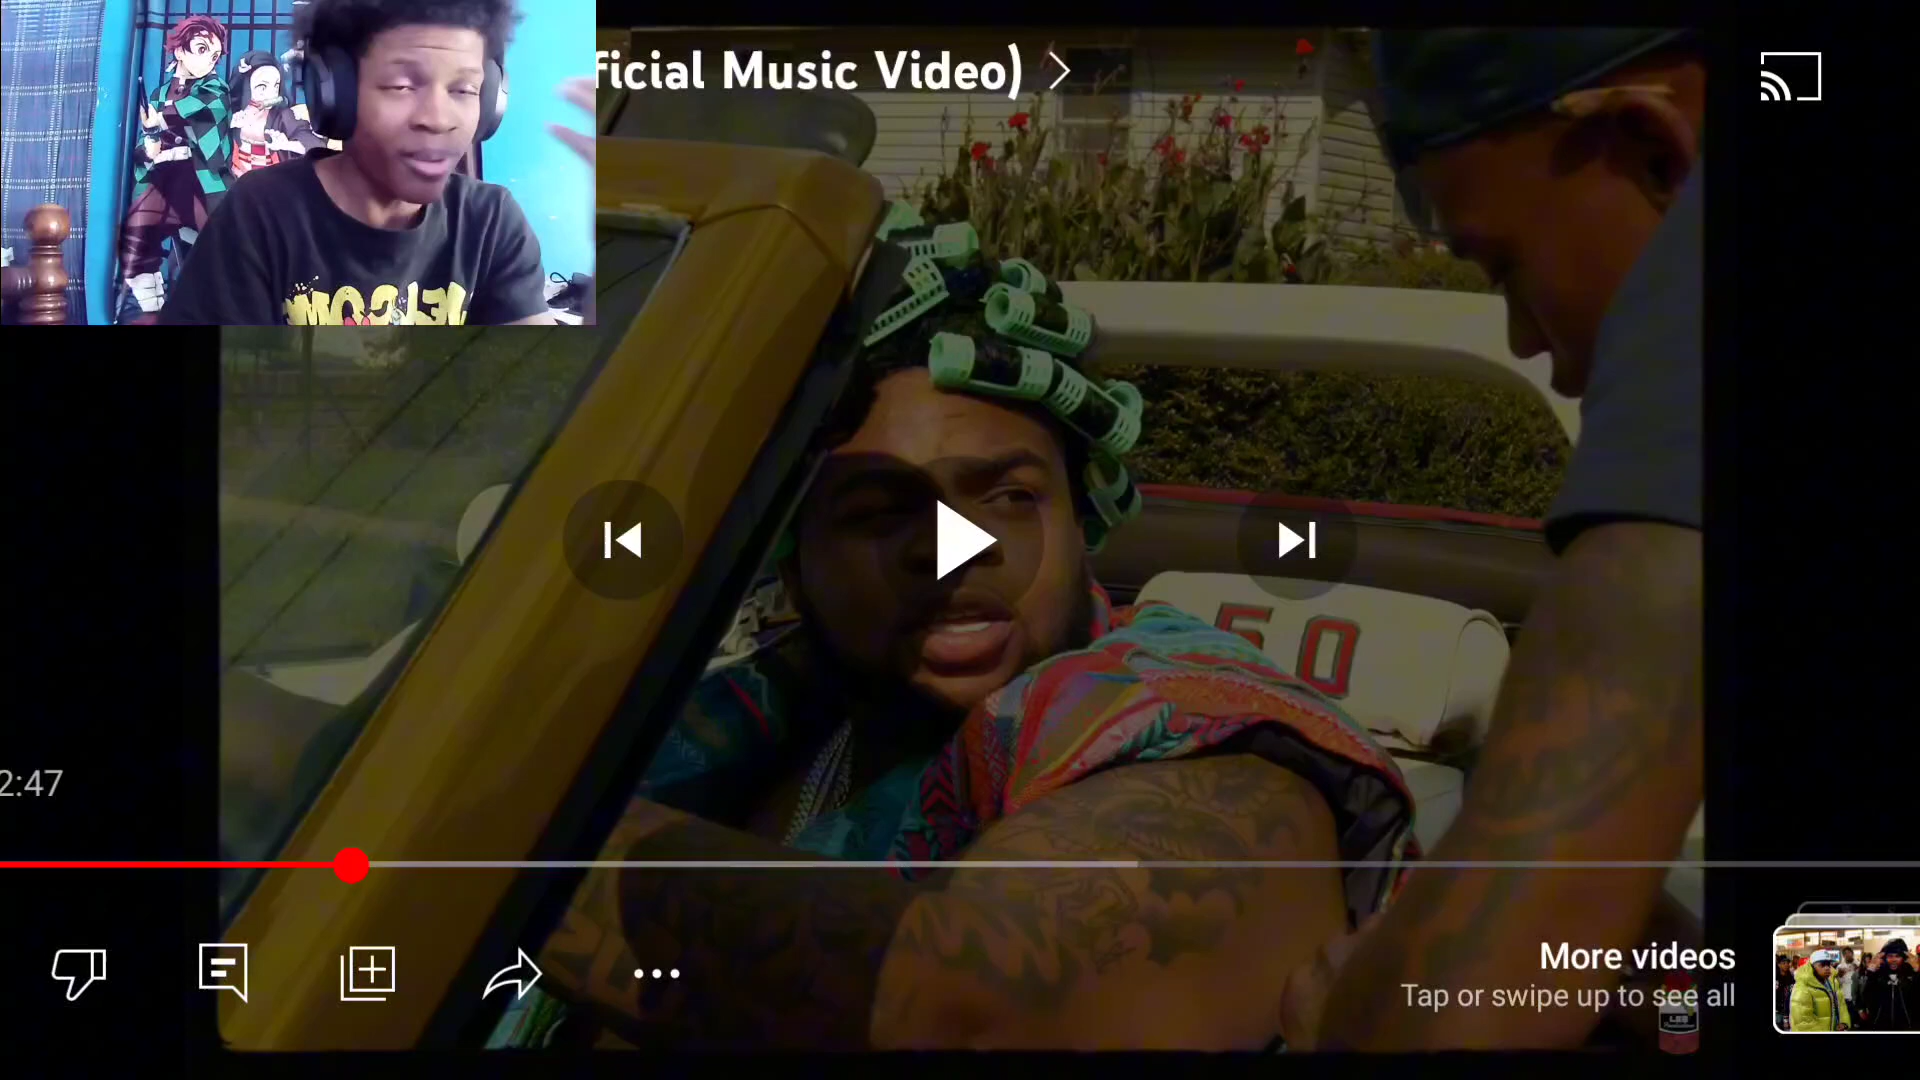 ficial Music Video)
50
2:47
More videos
Tap or swipe up to see all